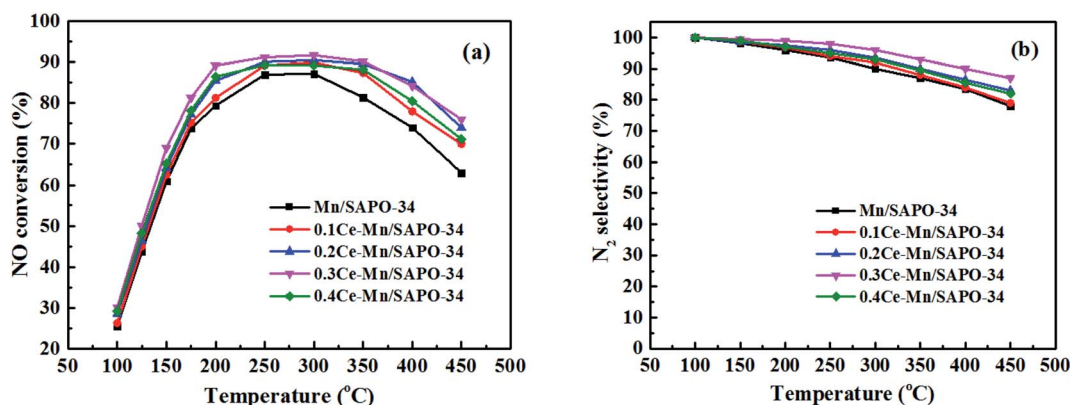 (a)
NO conversion (%)
100
90
80
70
60
50
40
30
20
Mn/SAPO-34
0.1Ce-Mn/SAPO-34
0.2Ce-Mn/SAPO-34
0.3Ce-Mn/SAPO-34
0.4Ce-Mn/SAPO-34
50 100 150 200 250 300 350 400 450 500
Temperature (°C)
(b)
N₂ selectivity (%)
100
90
80
70
60
50
40
30
20
10
0
Mn/SAPO-34
0.1Ce-Mn/SAPO-34
0.2Ce-Mn/SAPO-34
0.3Ce-Mn/SAPO-34
0.4Ce-Mn/SAPO-34
50 100 150 200 250 300 350 400 450 500
Temperature (°C)